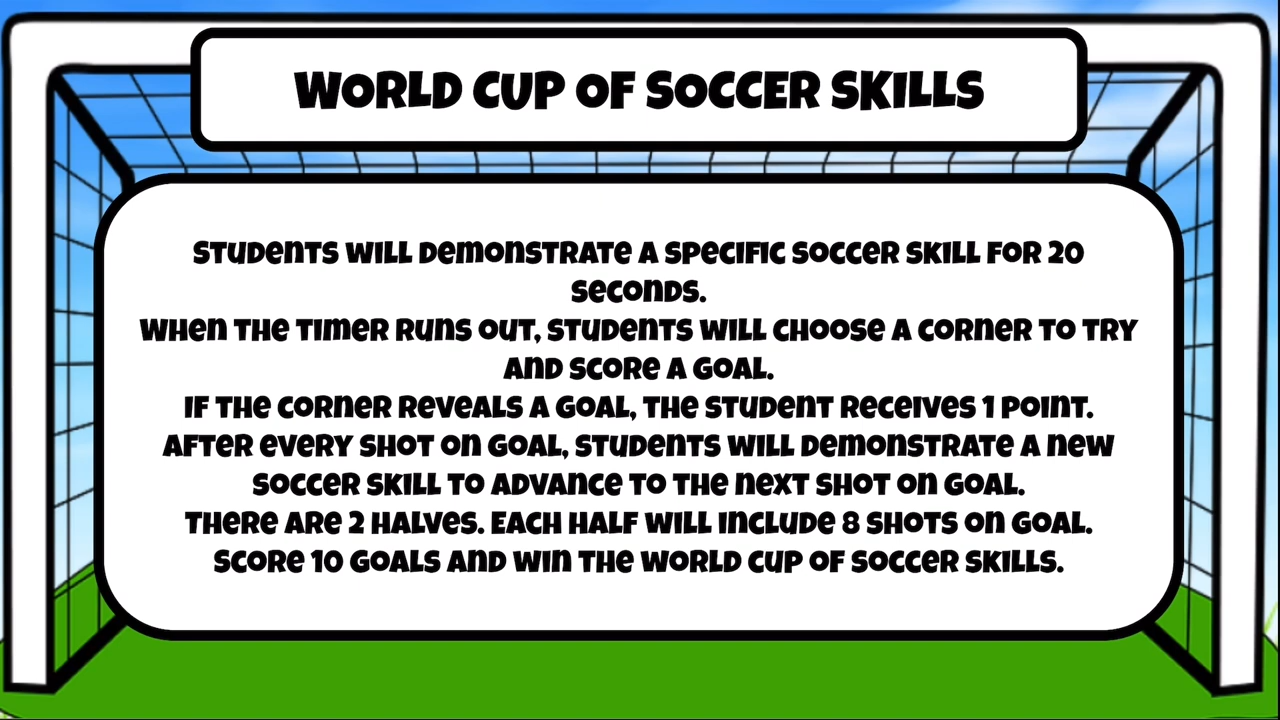 WORLD CUP OF SOCCER SKILLS
STUDENTS WILL DEMONSTRATE A SPECIFIC SOCCER SKILL FOR 20
SECONDS.
WHEN THE TIMER RUNS OUT, STUDENTS WILL CHOOSE A CORNER TO TRY
AND SCORE A GOAL.
IF THE CORNER REVEALS A GOAL, THE STUDENT RECEIVES 1 POINT.
AFTER EVERY SHOT ON GOAL, STUDENTS WILL DEMONSTRATE A NEW
SOCCER SKILL TO ADVANCE TO THE NEXT SHOT ON GOAL.
THERE ARE 2 HALVES. EACH HALF WILL INCLUDE 8 SHOTS ON GOAL.
SCORE 10 GOALS AND WIN THE WORLD CUP OF SOCCER SKILLS.